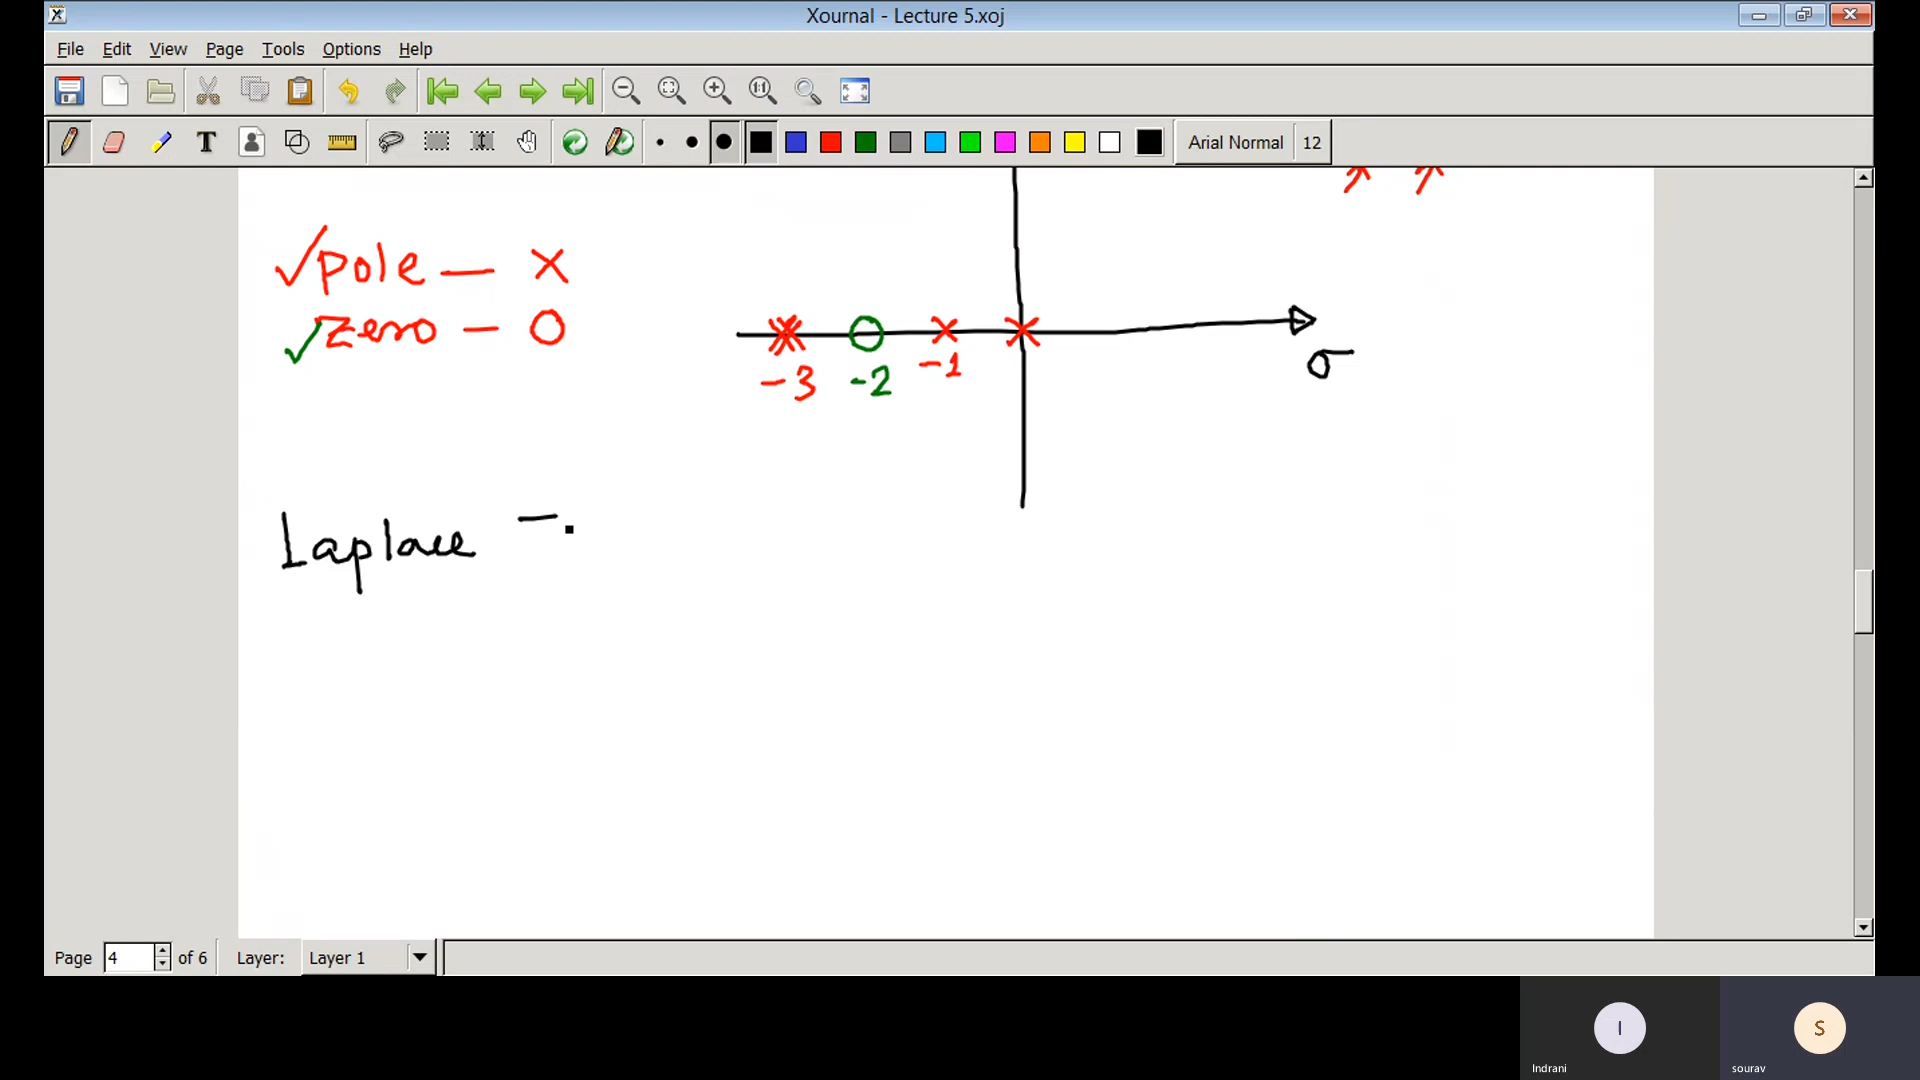 Xournal - Lecture 5.xoj
File Edit View Page Tools Options Help
Arial Normal 12
✓pole — ×
✓zero — O
-3 -2 -1
σ
Laplace
Page 4 of 6 Layer: Layer 1
I
S
Indrani
sourav